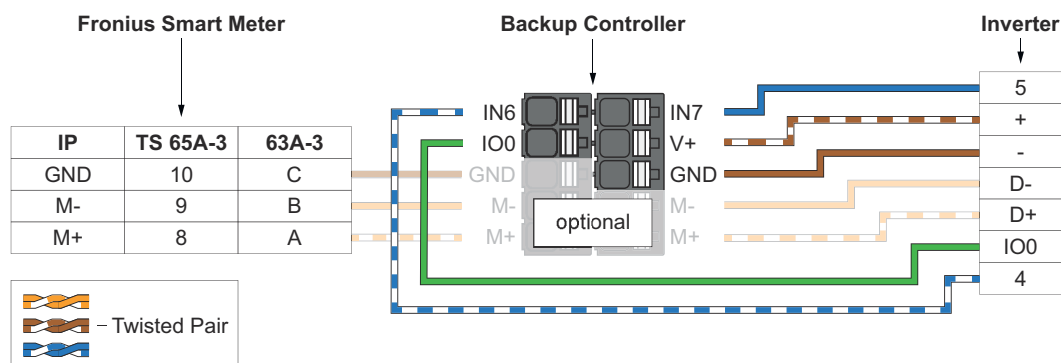 Fronius Smart Meter
Backup Controller
Inverter
IP TS 65A-3 63A-3
GND 10 C
M- 9 B
M+ 8 A
IN6
IO0
GND
M-
M+
optional
IN7
V+
GND
M-
M+
5
+
-
D-
D+
IO0
4
– Twisted Pair